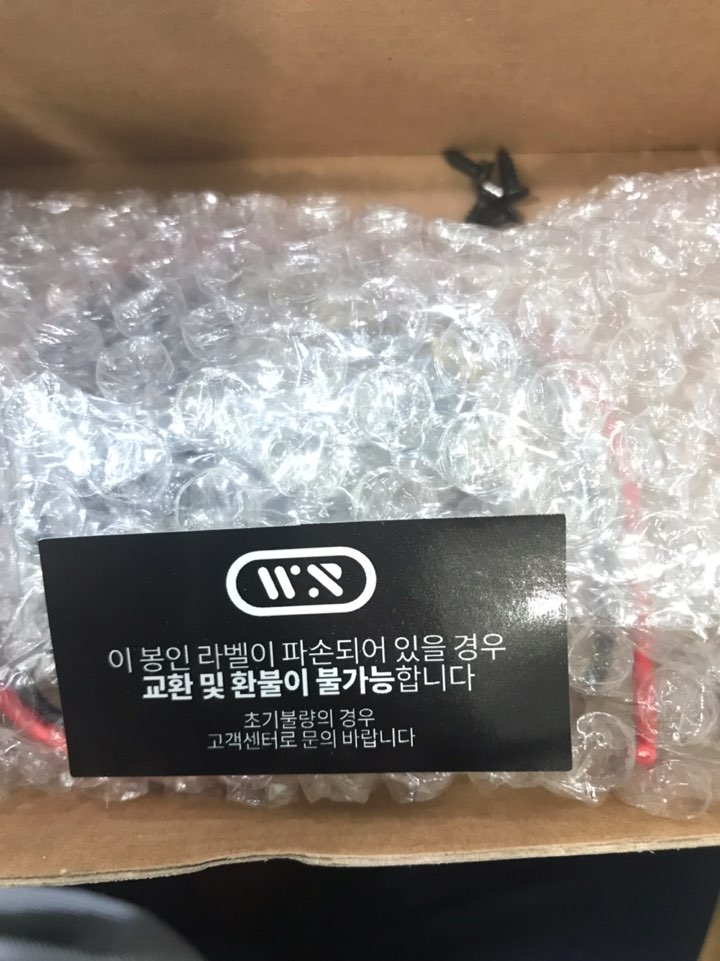 이 봉인 라벨이 파손되어 있을 경우
교환 및 환불이 불가능합니다
초기불량의 경우
고객센터로 문의 바랍니다